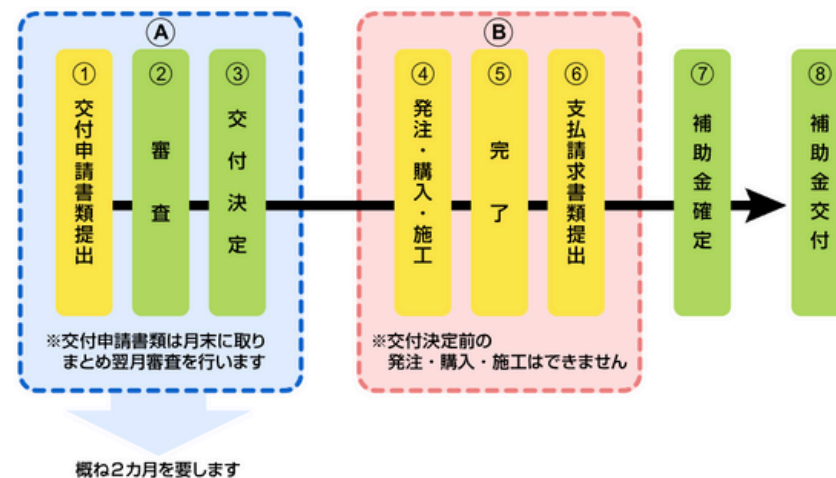 Ⓐ
①
交付申請書類提出
②
審査
③
交付決定
※交付申請書類は月末に取り
まとめ翌月審査を行います
概ね2カ月を要します
Ⓑ
④
発注・購入・施工
⑤
完了
⑥
支払請求書類提出
※交付決定前の
発注・購入・施工はできません
⑦
補助金確定
⑧
補助金交付